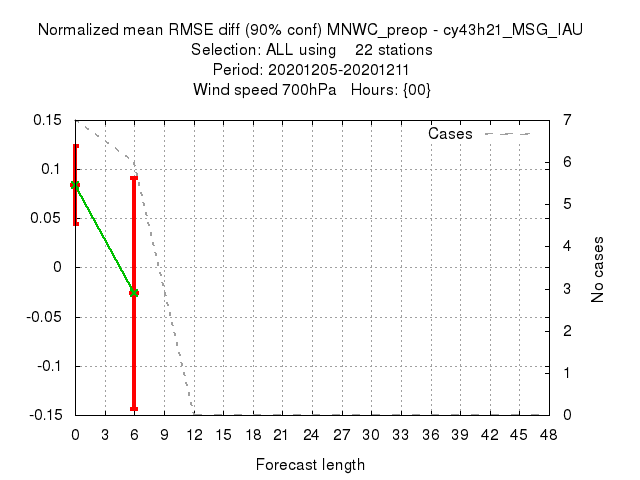 Normalized mean RMSE diff (90% conf) MNWC_preop - cy43h21_MSG_IAU
Selection: ALL using 22 stations
Period: 20201205-20201211
Wind speed 700hPa Hours: {00}
Cases
0.15
0.1
0.05
0
-0.05
-0.1
-0.15
7
6
5
4
3
2
1
0
No cases
0 3 6 9 12 15 18 21 24 27 30 33 36 39 42 45 48
Forecast length